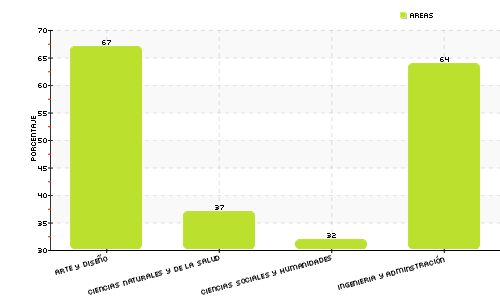 AREAS
70
65
60
55
50
45
40
35
30
PORCENTAJE
67
37
32
64
ARTE Y DISEÑO
CIENCIAS NATURALES Y DE LA SALUD
CIENCIAS SOCIALES Y HUMANIDADES
INGENIERIA Y ADMINSTRACIÓN